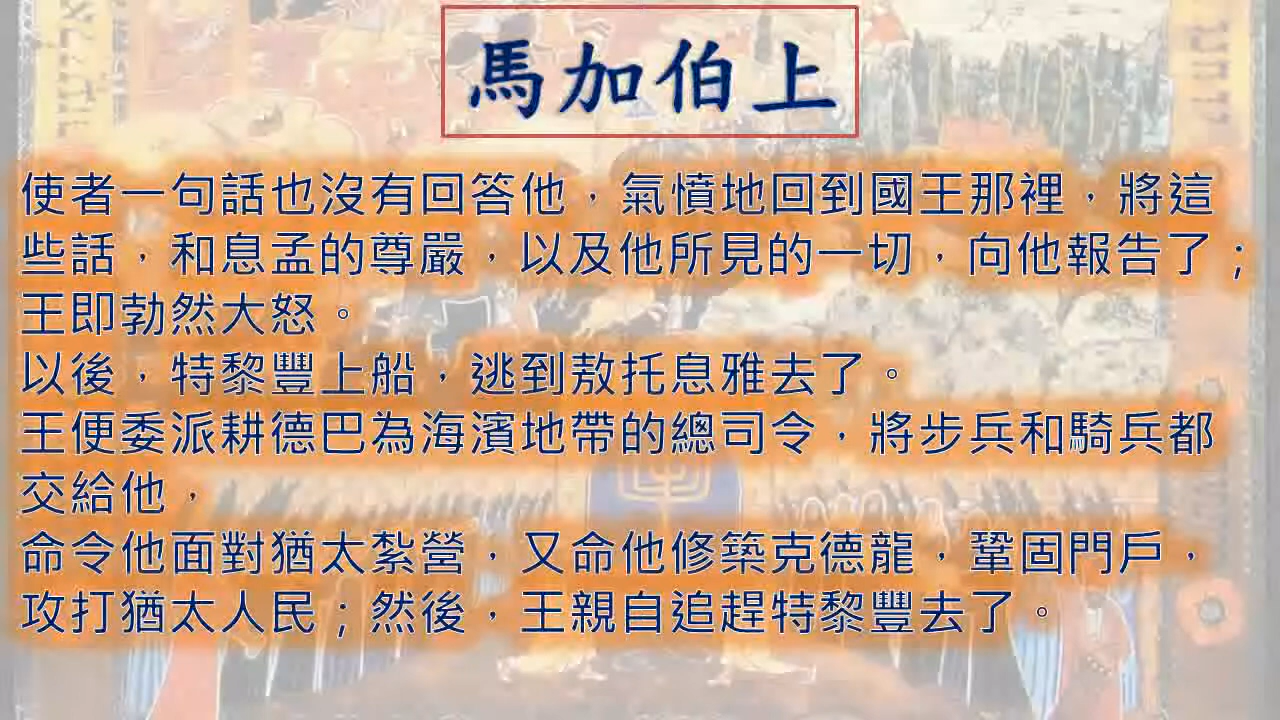 馬加伯上
使者一句話也沒有回答他，氣憤地回到國王那裡，將這
些話，和息孟的尊嚴，以及他所見的一切，向他報告了；
王即勃然大怒。
以後，特黎豐上船，逃到敖托息雅去了。
王便委派耕德巴為海濱地帶的總司令，將步兵和騎兵都
交給他，
命令他面對猶太紮營，又命他修築克德龍，鞏固門戶，
攻打猶太人民；然後，王親自追趕特黎豐去了。